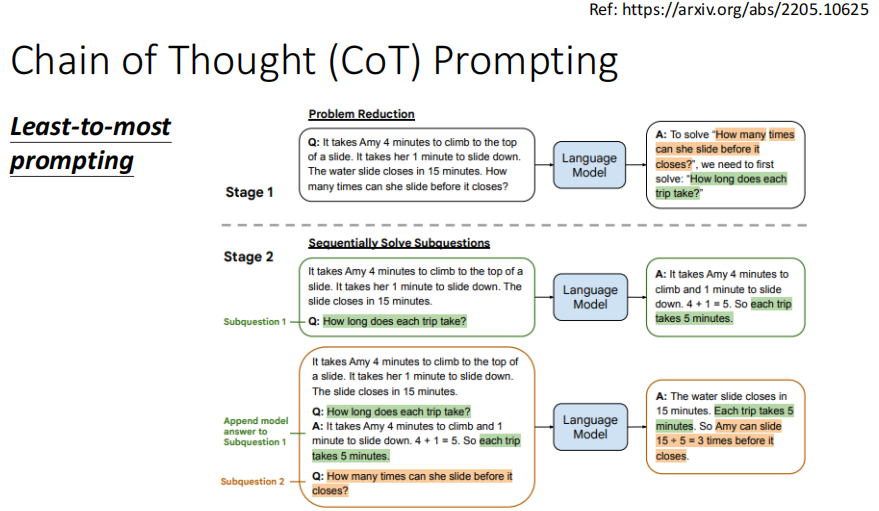 Ref: https://arxiv.org/abs/2205.10625
Chain of Thought (CoT) Prompting
Least-to-most
prompting
Problem Reduction
Stage 1
Q: It takes Amy 4 minutes to climb to the top
of a slide. It takes her 1 minute to slide down.
The water slide closes in 15 minutes. How
many times can she slide before it closes?
Language
Model
A: To solve “How many times
can she slide before it
closes?”, we need to first
solve: “How long does each
trip take?”
Stage 2
Sequentially Solve Subquestions
It takes Amy 4 minutes to climb to the top of a
slide. It takes her 1 minute to slide down. The
slide closes in 15 minutes.
Subquestion 1
Q: How long does each trip take?
Language
Model
A: It takes Amy 4 minutes to
climb and 1 minute to slide
down. 4 + 1 = 5. So each trip
takes 5 minutes.
It takes Amy 4 minutes to climb to the top of
a slide. It takes her 1 minute to slide down.
The slide closes in 15 minutes.
Append model
answer to
Subquestion 1
Q: How long does each trip take?
A: It takes Amy 4 minutes to climb and 1
minute to slide down. 4 + 1 = 5. So each trip
takes 5 minutes.
Subquestion 2
Q: How many times can she slide before it
closes?
Language
Model
A: The water slide closes in
15 minutes. Each trip takes 5
minutes. So Amy can slide
15 ÷ 5 = 3 times before it
closes.